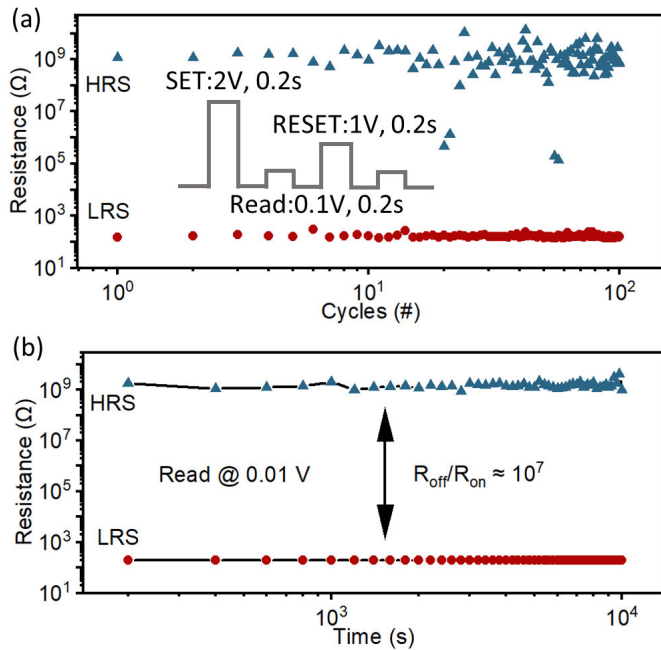 (a)
Resistance (Ω)
10⁹
HRS
10⁷
10⁵
10³
LRS
10¹
SET:2V, 0.2s
RESET:1V, 0.2s
Read:0.1V, 0.2s
10⁰ 10¹ 10²
Cycles (#)
(b)
Resistance (Ω)
10⁹
HRS
10⁷
10⁵
10³
LRS
10¹
Read @ 0.01 V
Roff/Ron ≈ 10⁷
10³ 10⁴
Time (s)